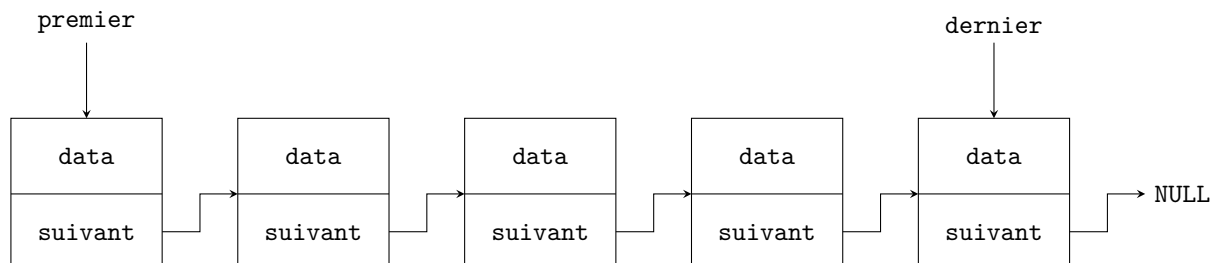 premier
dernier
data data data data data
NULL
suivant suivant suivant suivant suivant